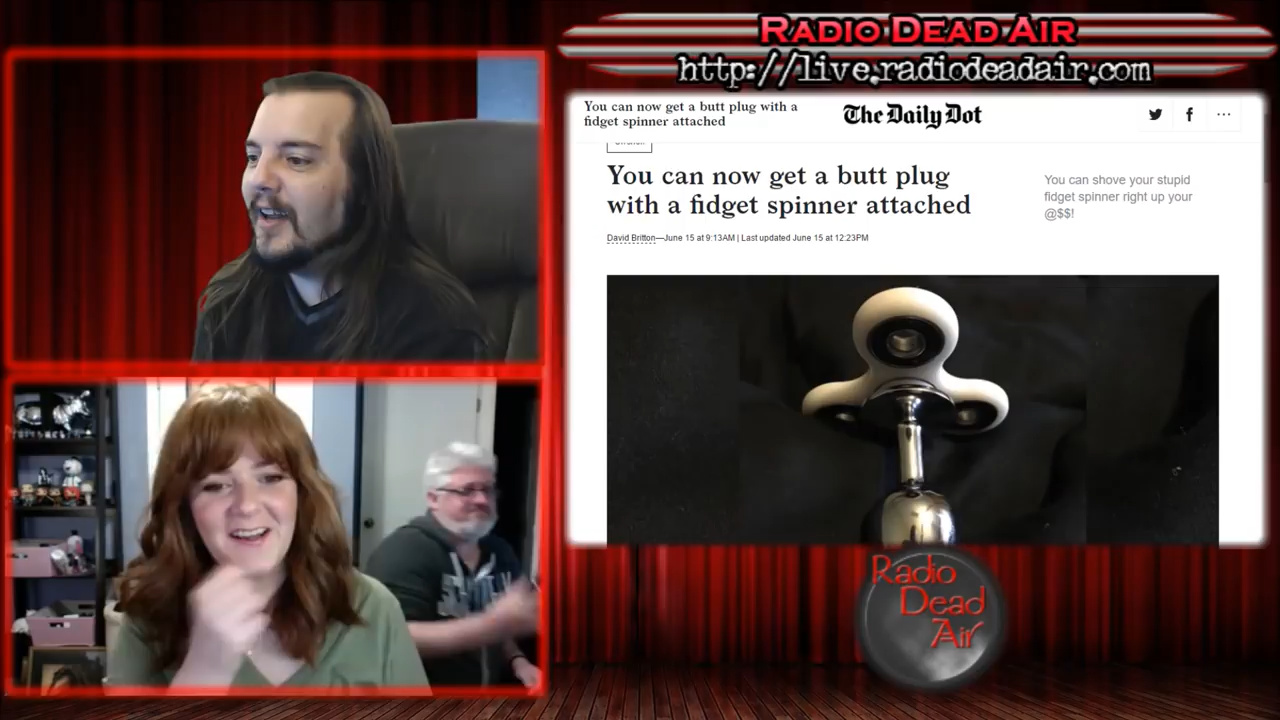 Radio Dead Air
http://live.radiodeadair.com
You can now get a butt plug with a
fidget spinner attached
The Daily Dot
You can now get a butt plug
with a fidget spinner attached
You can shove your stupid
fidget spinner right up your
@$$!
David Britton—June 15 at 9:13AM | Last updated June 15 at 12:23PM
Radio
Dead
Air